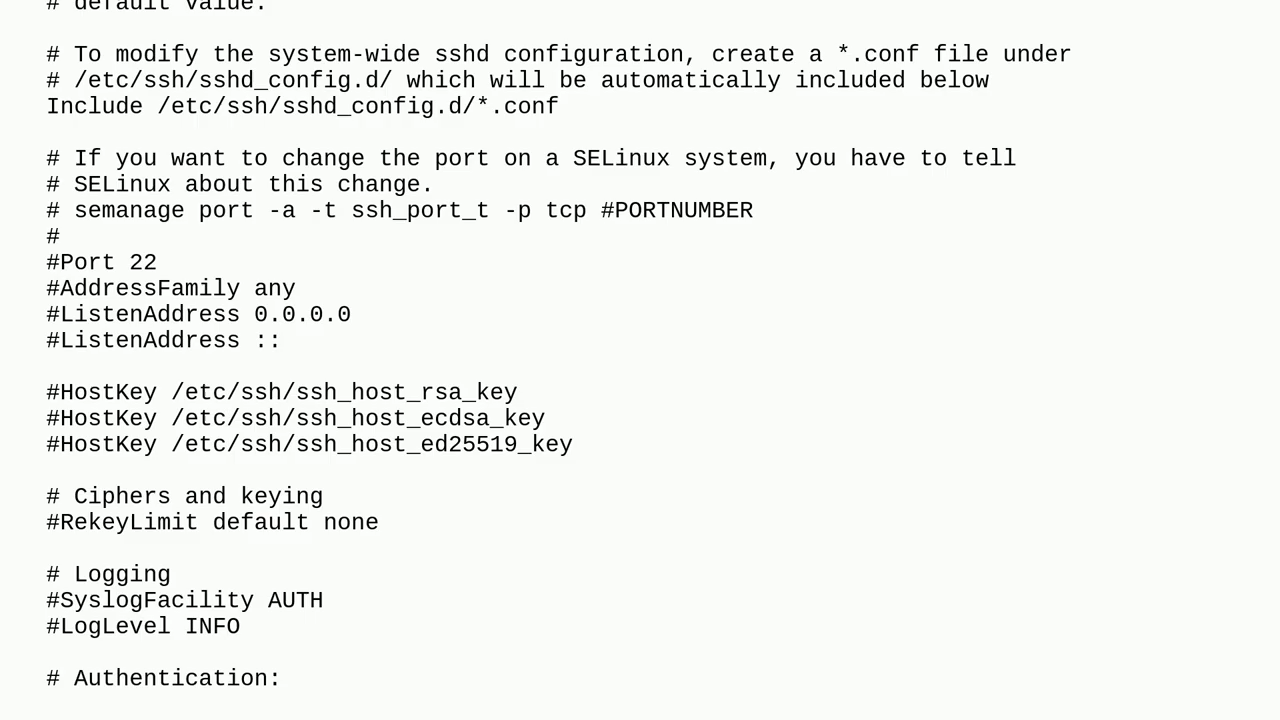 # default value.

# To modify the system-wide sshd configuration, create a *.conf file under
# /etc/ssh/sshd_config.d/ which will be automatically included below
Include /etc/ssh/sshd_config.d/*.conf

# If you want to change the port on a SELinux system, you have to tell
# SELinux about this change.
# semanage port -a -t ssh_port_t -p tcp #PORTNUMBER
#
#Port 22
#AddressFamily any
#ListenAddress 0.0.0.0
#ListenAddress ::

#HostKey /etc/ssh/ssh_host_rsa_key
#HostKey /etc/ssh/ssh_host_ecdsa_key
#HostKey /etc/ssh/ssh_host_ed25519_key

# Ciphers and keying
#RekeyLimit default none

# Logging
#SyslogFacility AUTH
#LogLevel INFO

# Authentication: